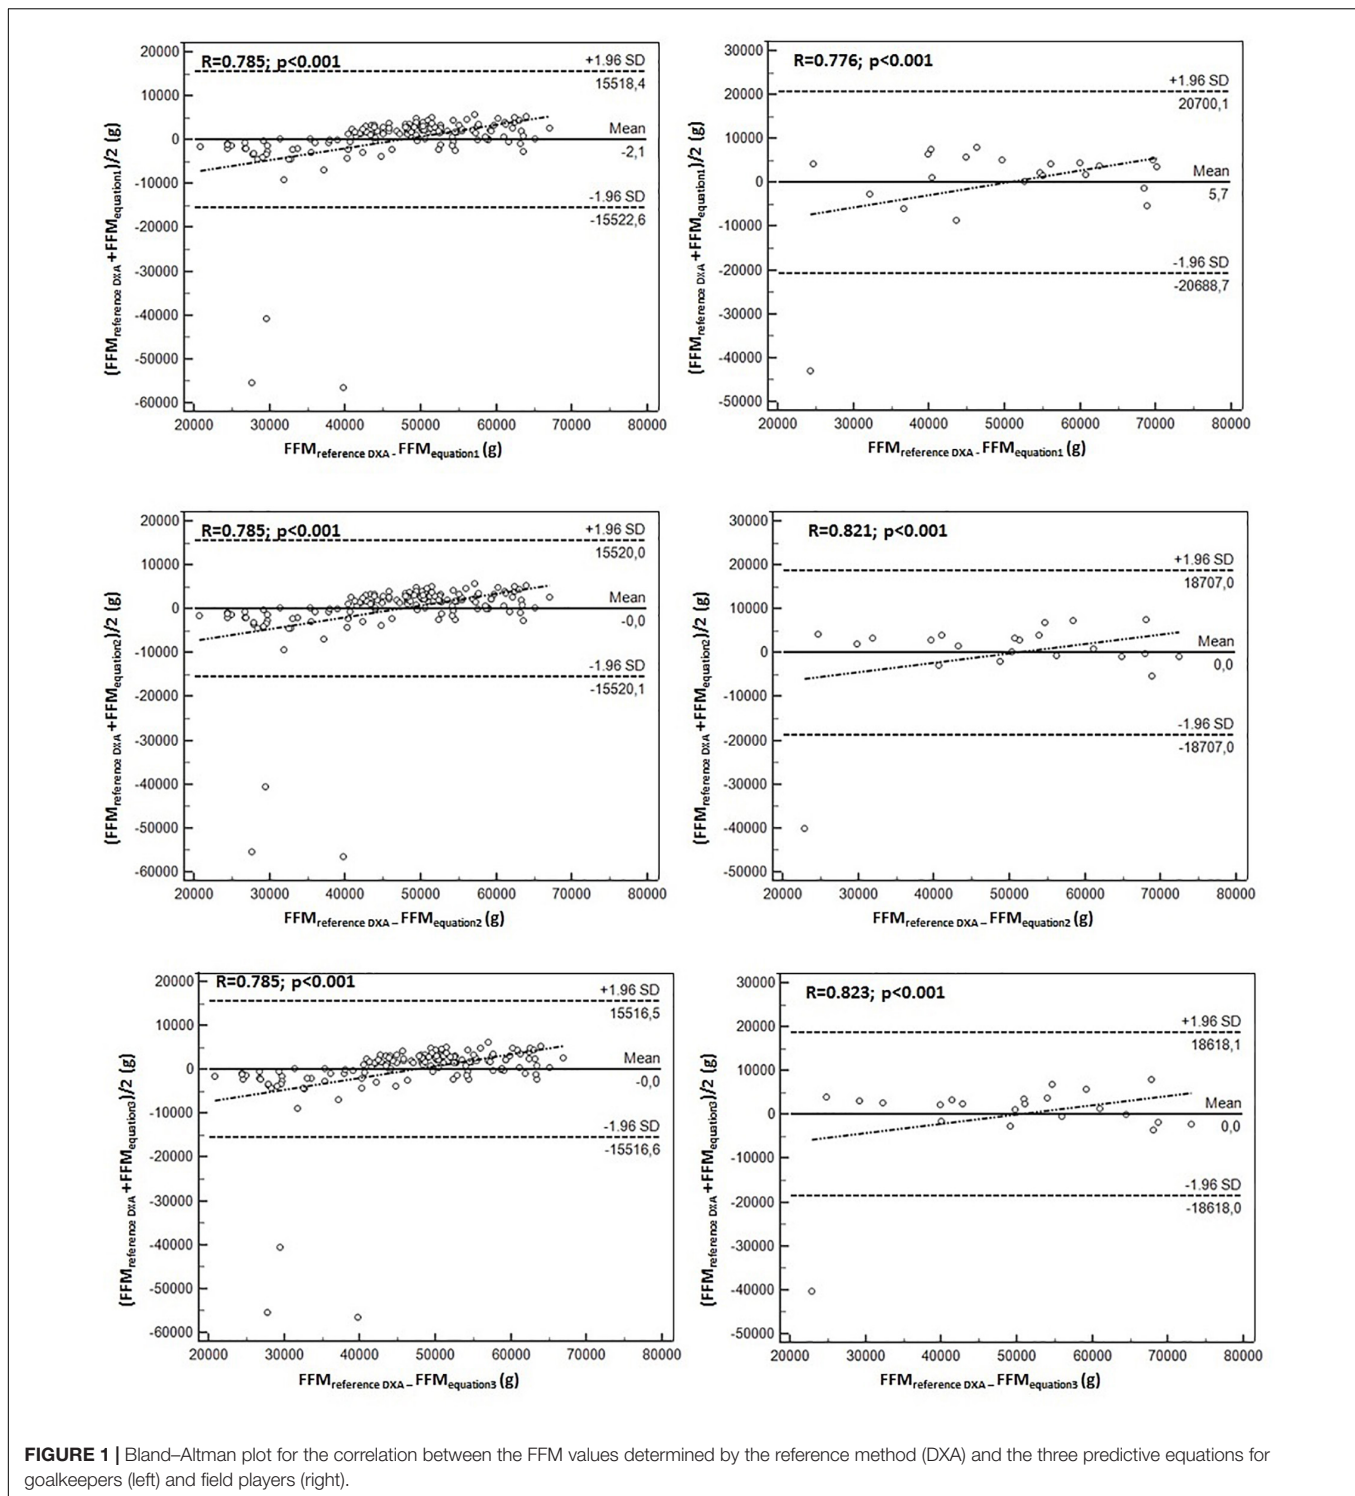 R=0.785; p<0.001
+1.96 SD
15518,4
Mean
-2,1
-1.96 SD
-15522,6
20000
10000
0
-10000
-20000
-30000
-40000
-50000
-60000
20000 30000 40000 50000 60000 70000 80000
(FFMreference DXA+FFMequation1)/2 (g)
FFMreference DXA - FFMequation1 (g)
R=0.776; p<0.001
+1.96 SD
20700,1
Mean
5,7
-1.96 SD
-20688,7
30000
20000
10000
0
-10000
-20000
-30000
-40000
-50000
20000 30000 40000 50000 60000 70000 80000
(FFMreference DXA+FFMequation1)/2 (g)
FFMreference DXA - FFMequation1 (g)
R=0.785; p<0.001
+1.96 SD
15520,0
Mean
-0,0
-1.96 SD
-15520,1
20000
10000
0
-10000
-20000
-30000
-40000
-50000
-60000
20000 30000 40000 50000 60000 70000 80000
(FFMreference DXA+FFMequation2)/2 (g)
FFMreference DXA – FFMequation2 (g)
R=0.821; p<0.001
+1.96 SD
18707,0
Mean
0,0
-1.96 SD
-18707,0
30000
20000
10000
0
-10000
-20000
-30000
-40000
-50000
20000 30000 40000 50000 60000 70000 80000
(FFMreference DXA+FFMequation2)/2 (g)
FFMreference DXA – FFMequation2 (g)
R=0.785; p<0.001
+1.96 SD
15516,5
Mean
-0,0
-1.96 SD
-15516,6
20000
10000
0
-10000
-20000
-30000
-40000
-50000
-60000
20000 30000 40000 50000 60000 70000 80000
(FFMreference DXA+FFMequation3)/2 (g)
FFMreference DXA – FFMequation3 (g)
R=0.823; p<0.001
+1.96 SD
18618,1
Mean
0,0
-1.96 SD
-18618,0
30000
20000
10000
0
-10000
-20000
-30000
-40000
-50000
20000 30000 40000 50000 60000 70000 80000
(FFMreference DXA+FFMequation3)/2 (g)
FFMreference DXA – FFMequation3 (g)
FIGURE 1 | Bland–Altman plot for the correlation between the FFM values determined by the reference method (DXA) and the three predictive equations for
goalkeepers (left) and field players (right).